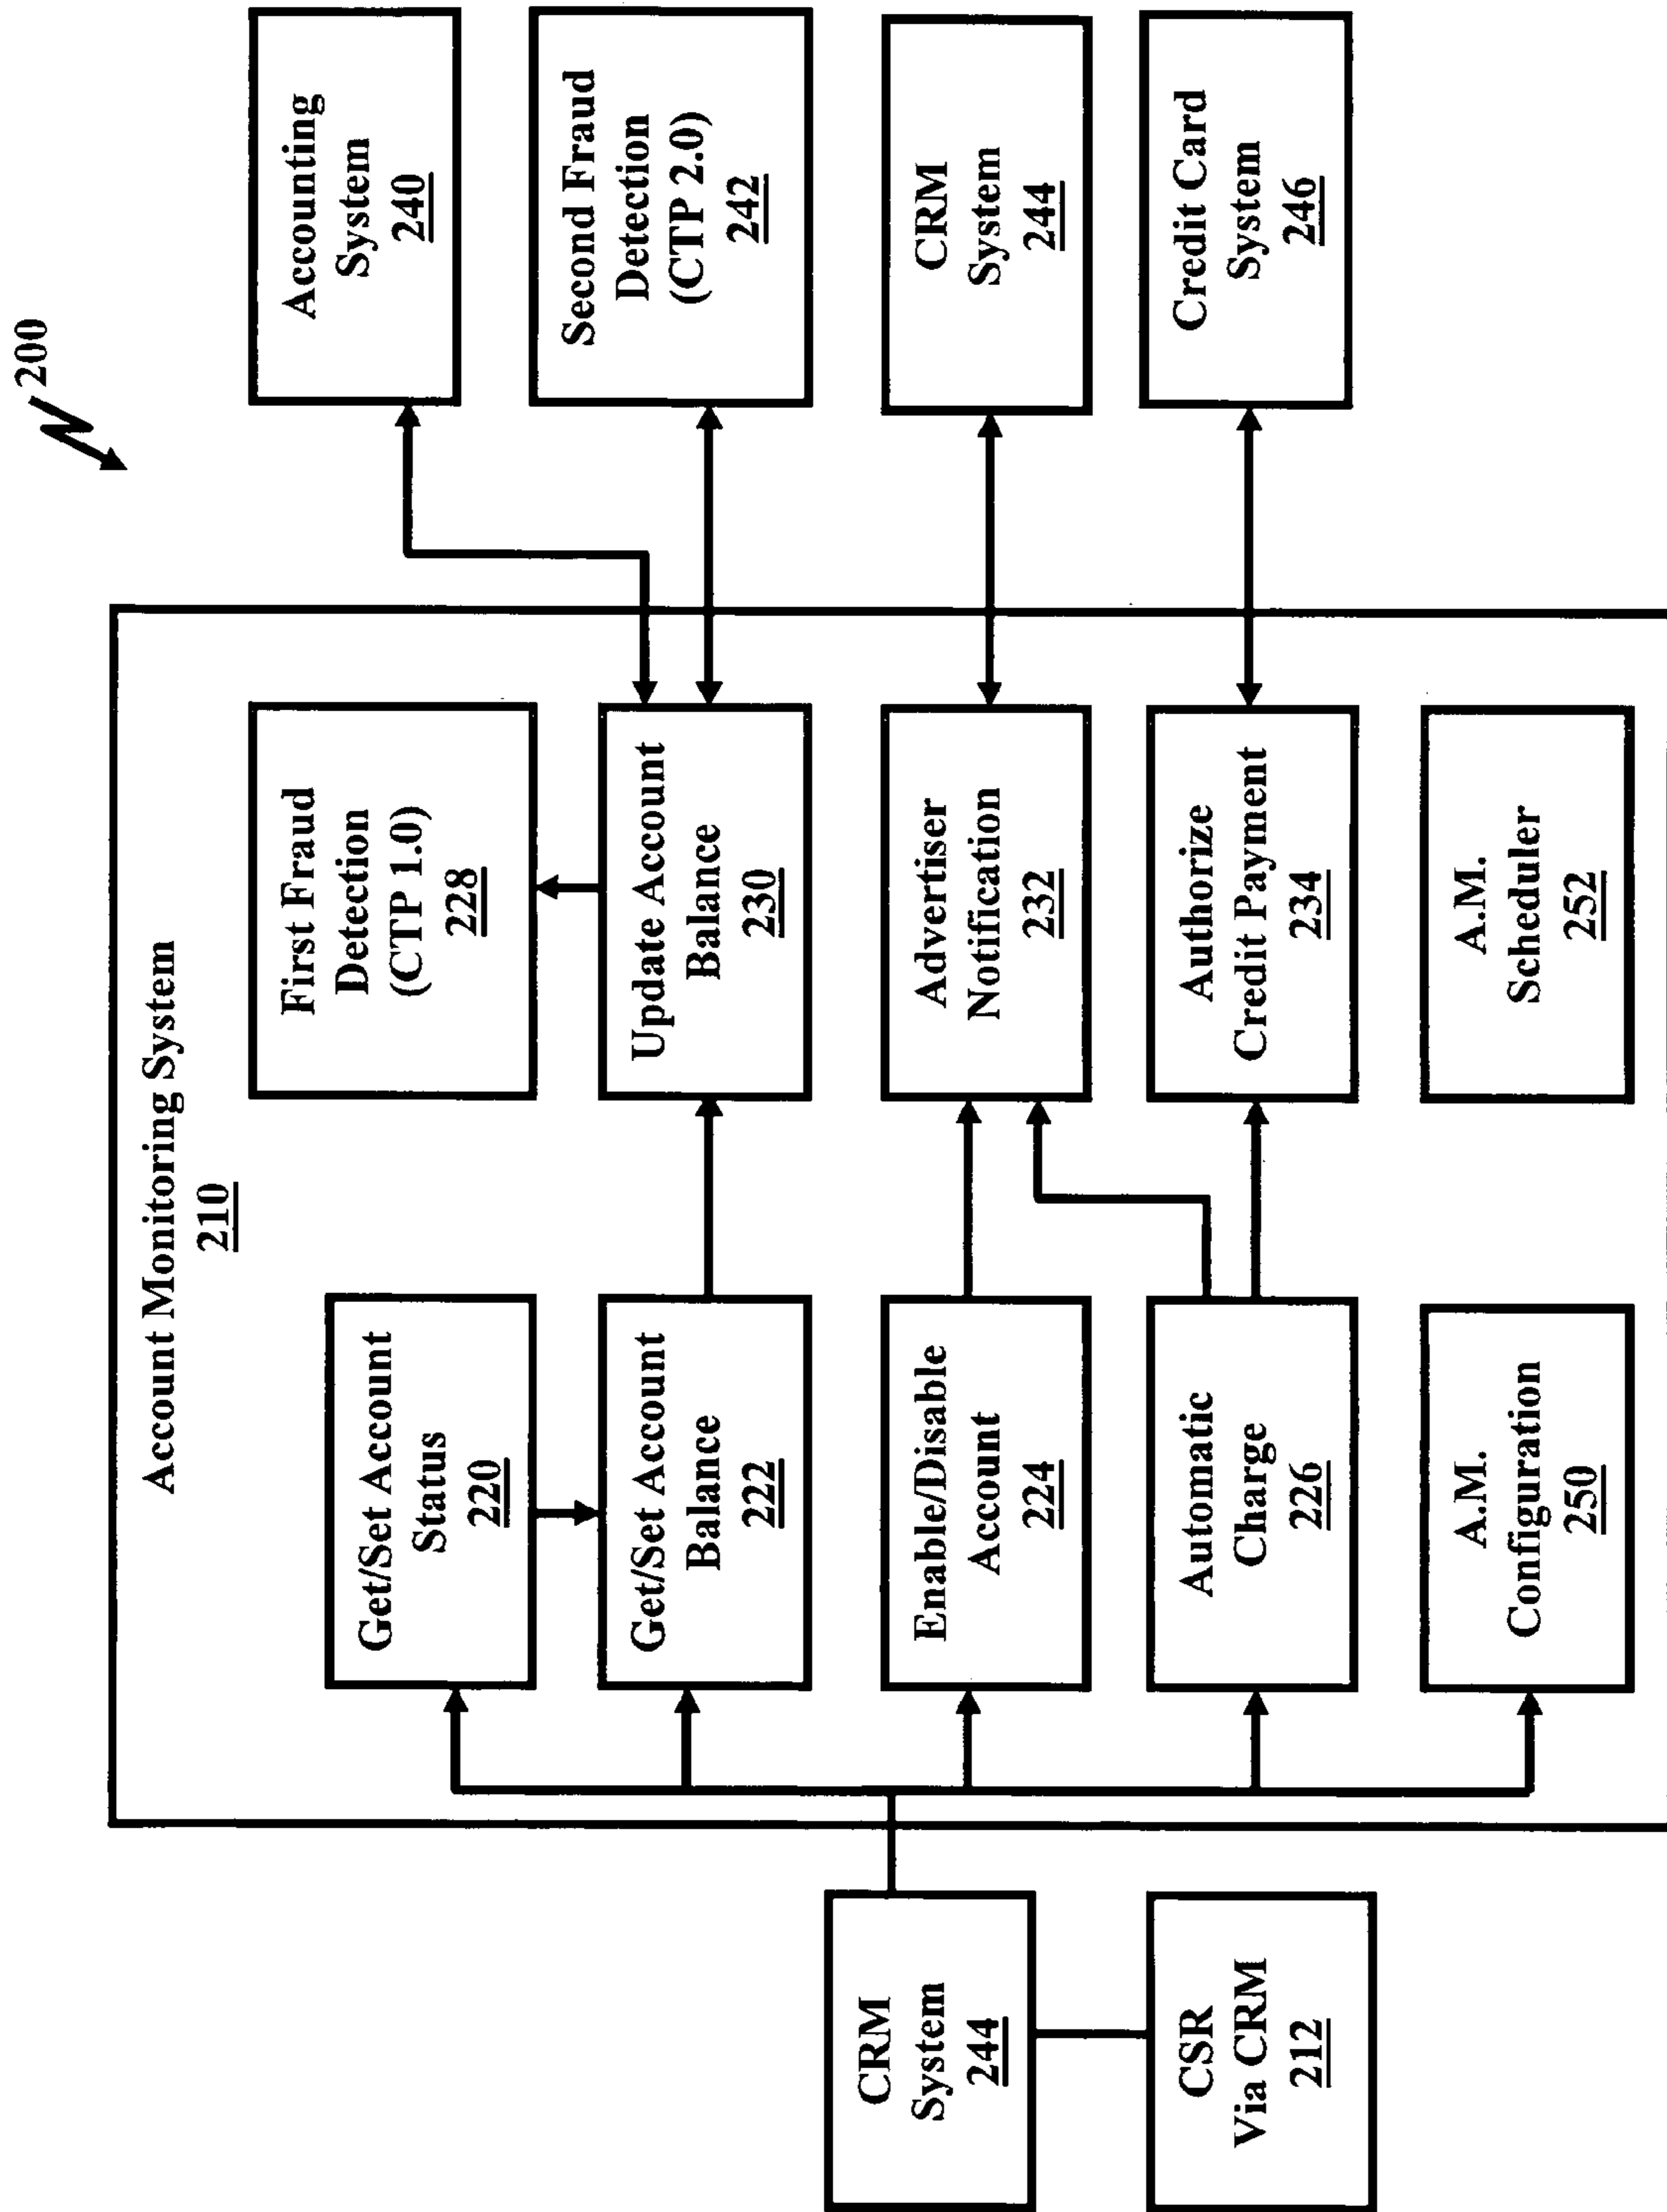 200
Account Monitoring System
210
CRM
System
244
CSR
Via CRM
212
Get/Set Account
Status
220
Get/Set Account
Balance
222
Enable/Disable
Account
224
Automatic
Charge
226
A.M.
Configuration
250
First Fraud
Detection
(CTP 1.0)
228
Update Account
Balance
230
Advertiser
Notification
232
Authorize
Credit Payment
234
A.M.
Scheduler
252
Accounting
System
240
Second Fraud
Detection
(CTP 2.0)
242
CRM
System
244
Credit Card
System
246